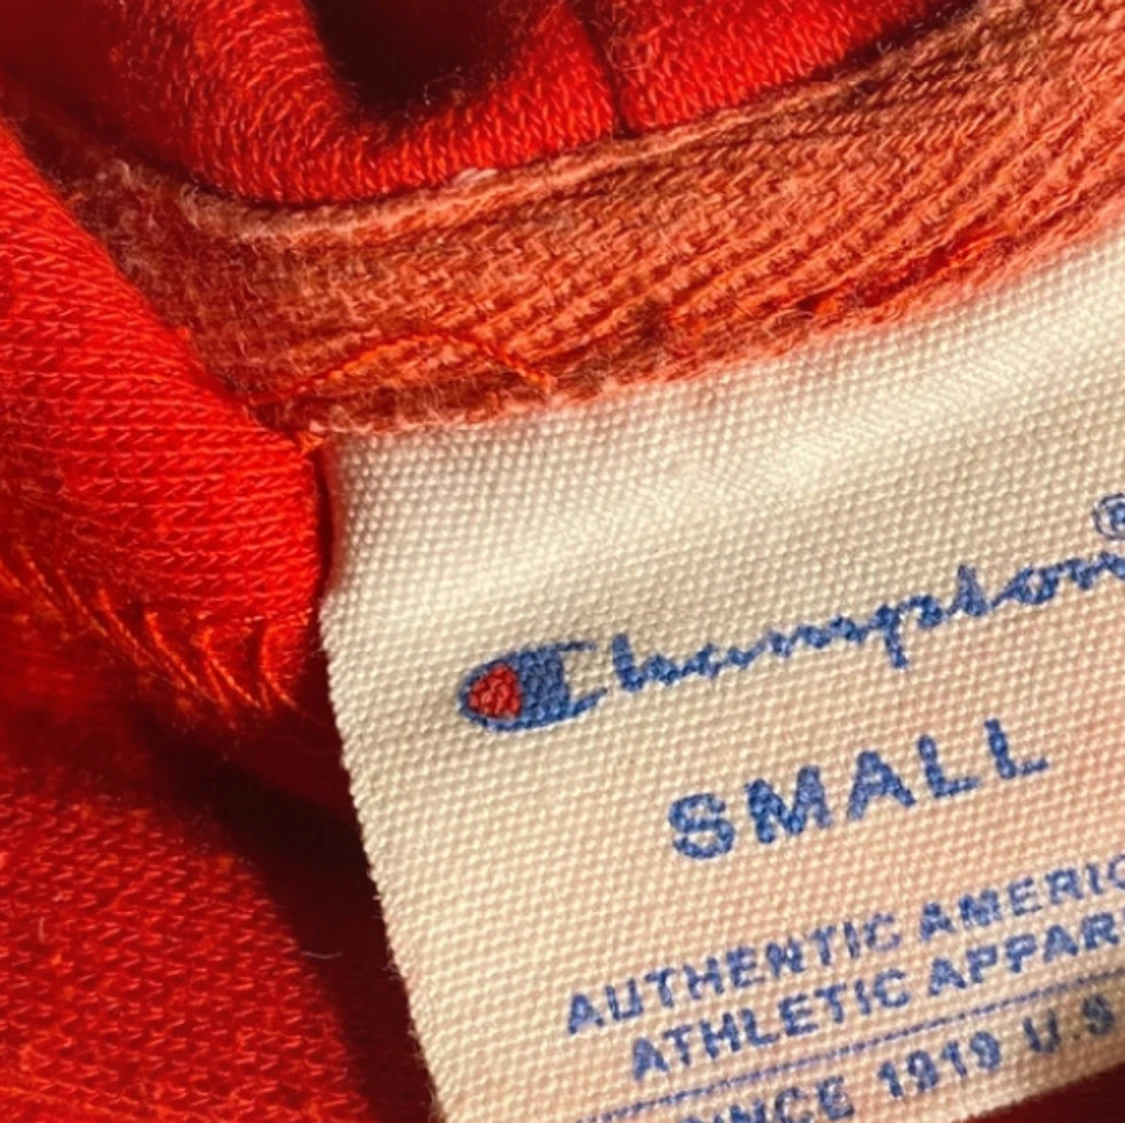 Champion®
SMALL
AUTHENTIC AMERIC
ATHLETIC APPAR
SINCE 1919 U.S